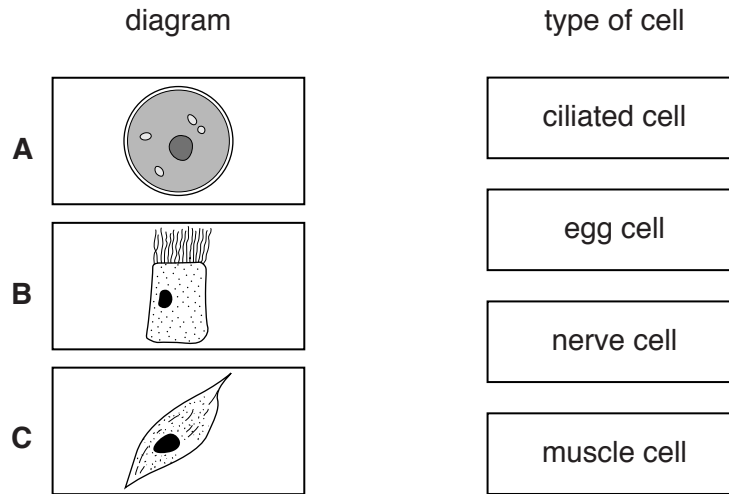 diagram
type of cell
A
ciliated cell
egg cell
B
nerve cell
C
muscle cell